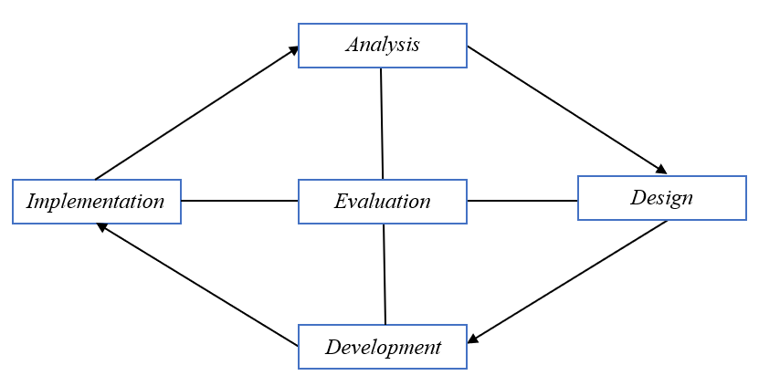 Analysis
Implementation
Evaluation
Design
Development